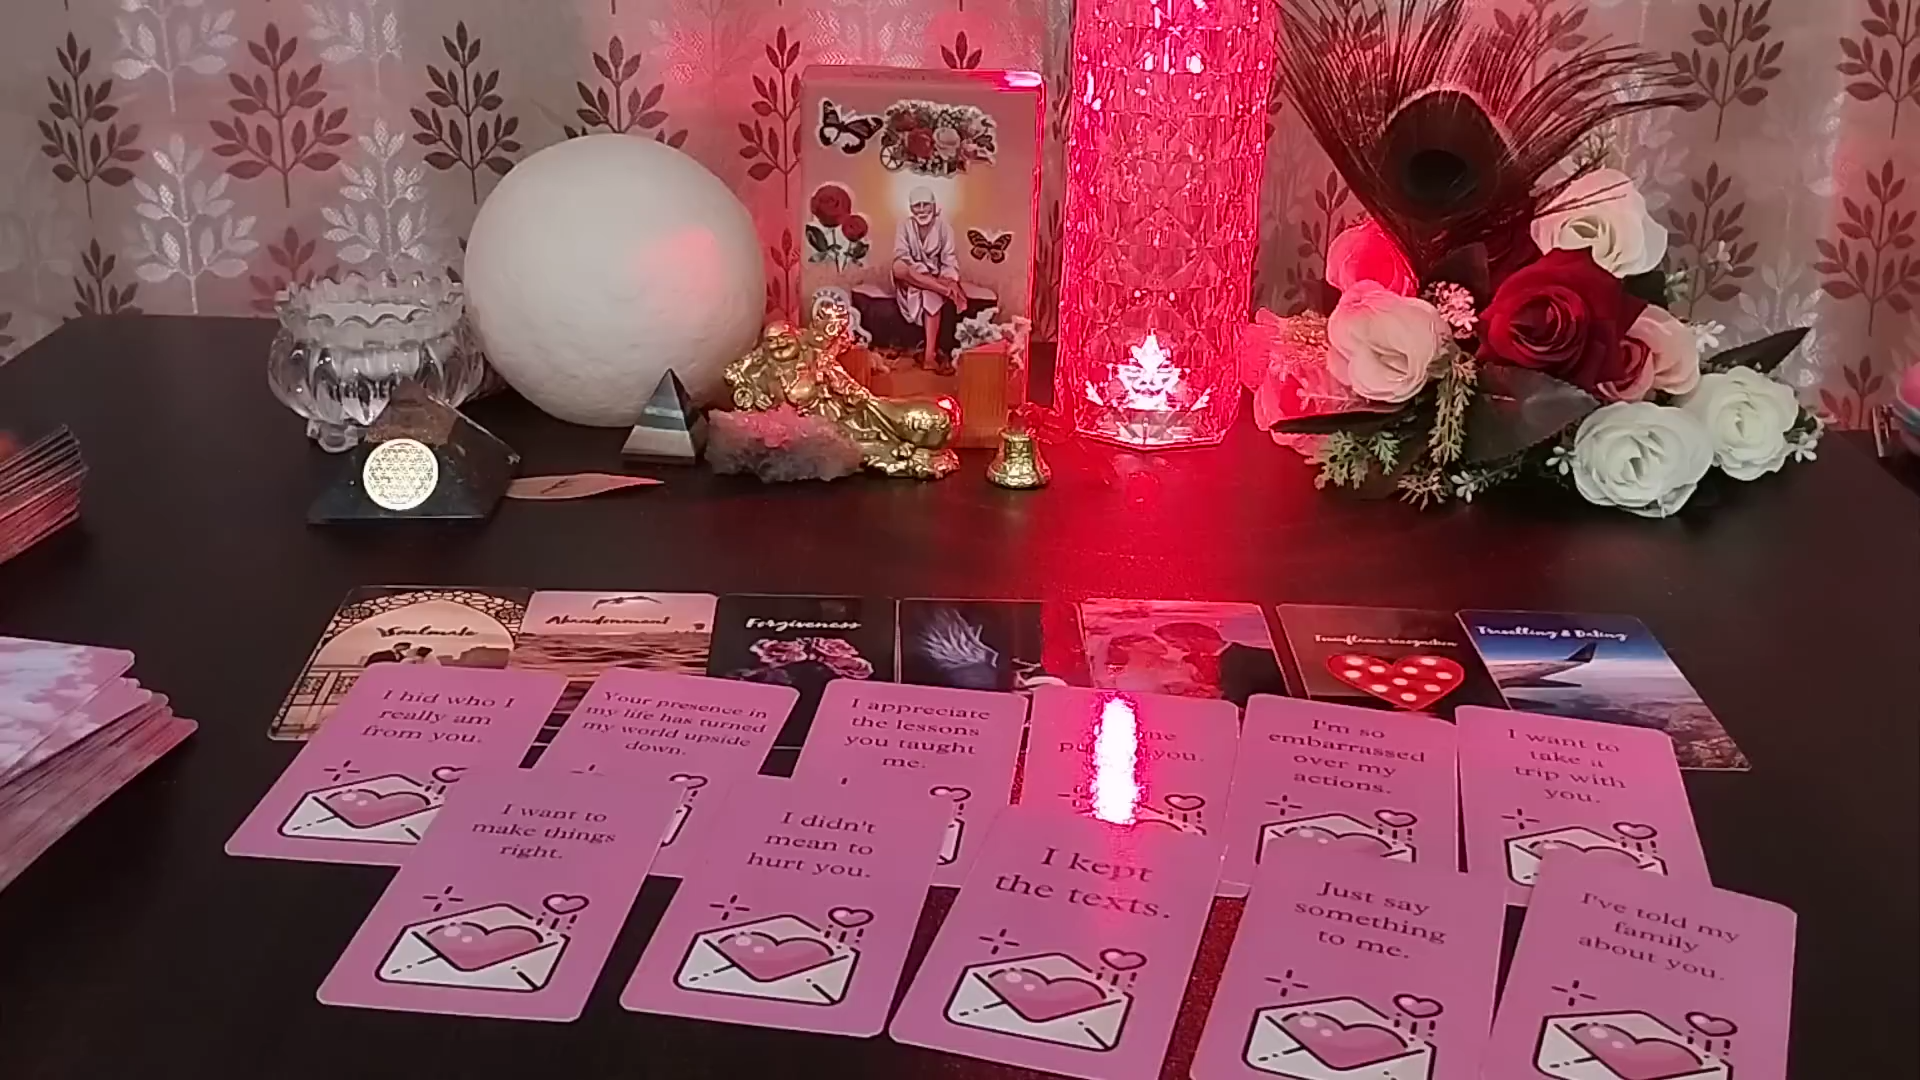 Soulmate
Abandonment
Forgiveness
Twinflame recognition
Travelling & Dating
I hid who I
really am
from you.
Your presence in
my life has turned
my world upside
down.
I appreciate
the lessons
you taught
me.
you.
I'm so
embarrassed
over my
actions.
I want to
take a
trip with
you.
I want to
make things
right.
I didn't
mean to
hurt you.
I kept
the texts.
Just say
something
to me.
I've told my
family
about you.